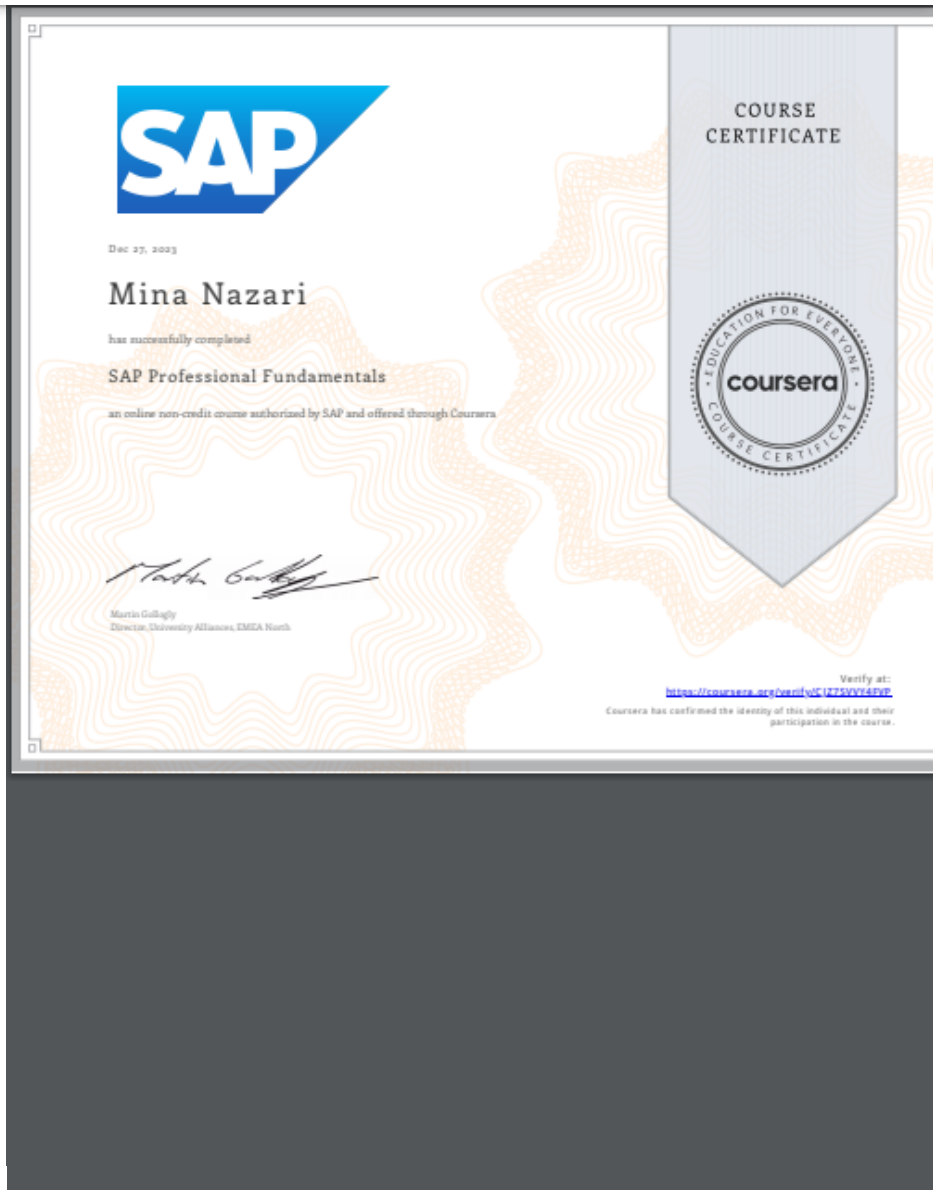 SAP
COURSE
CERTIFICATE
Dec 27, 2023
Mina Nazari
has successfully completed
SAP Professional Fundamentals
an online non-credit course authorized by SAP and offered through Coursera
EDUCATION FOR EVERYONE
coursera
COURSE CERTIFICATE
Martin Gollogly
Director, University Alliances, EMEA North
Verify at:
Coursera has confirmed the identity of this individual and their
participation in the course.